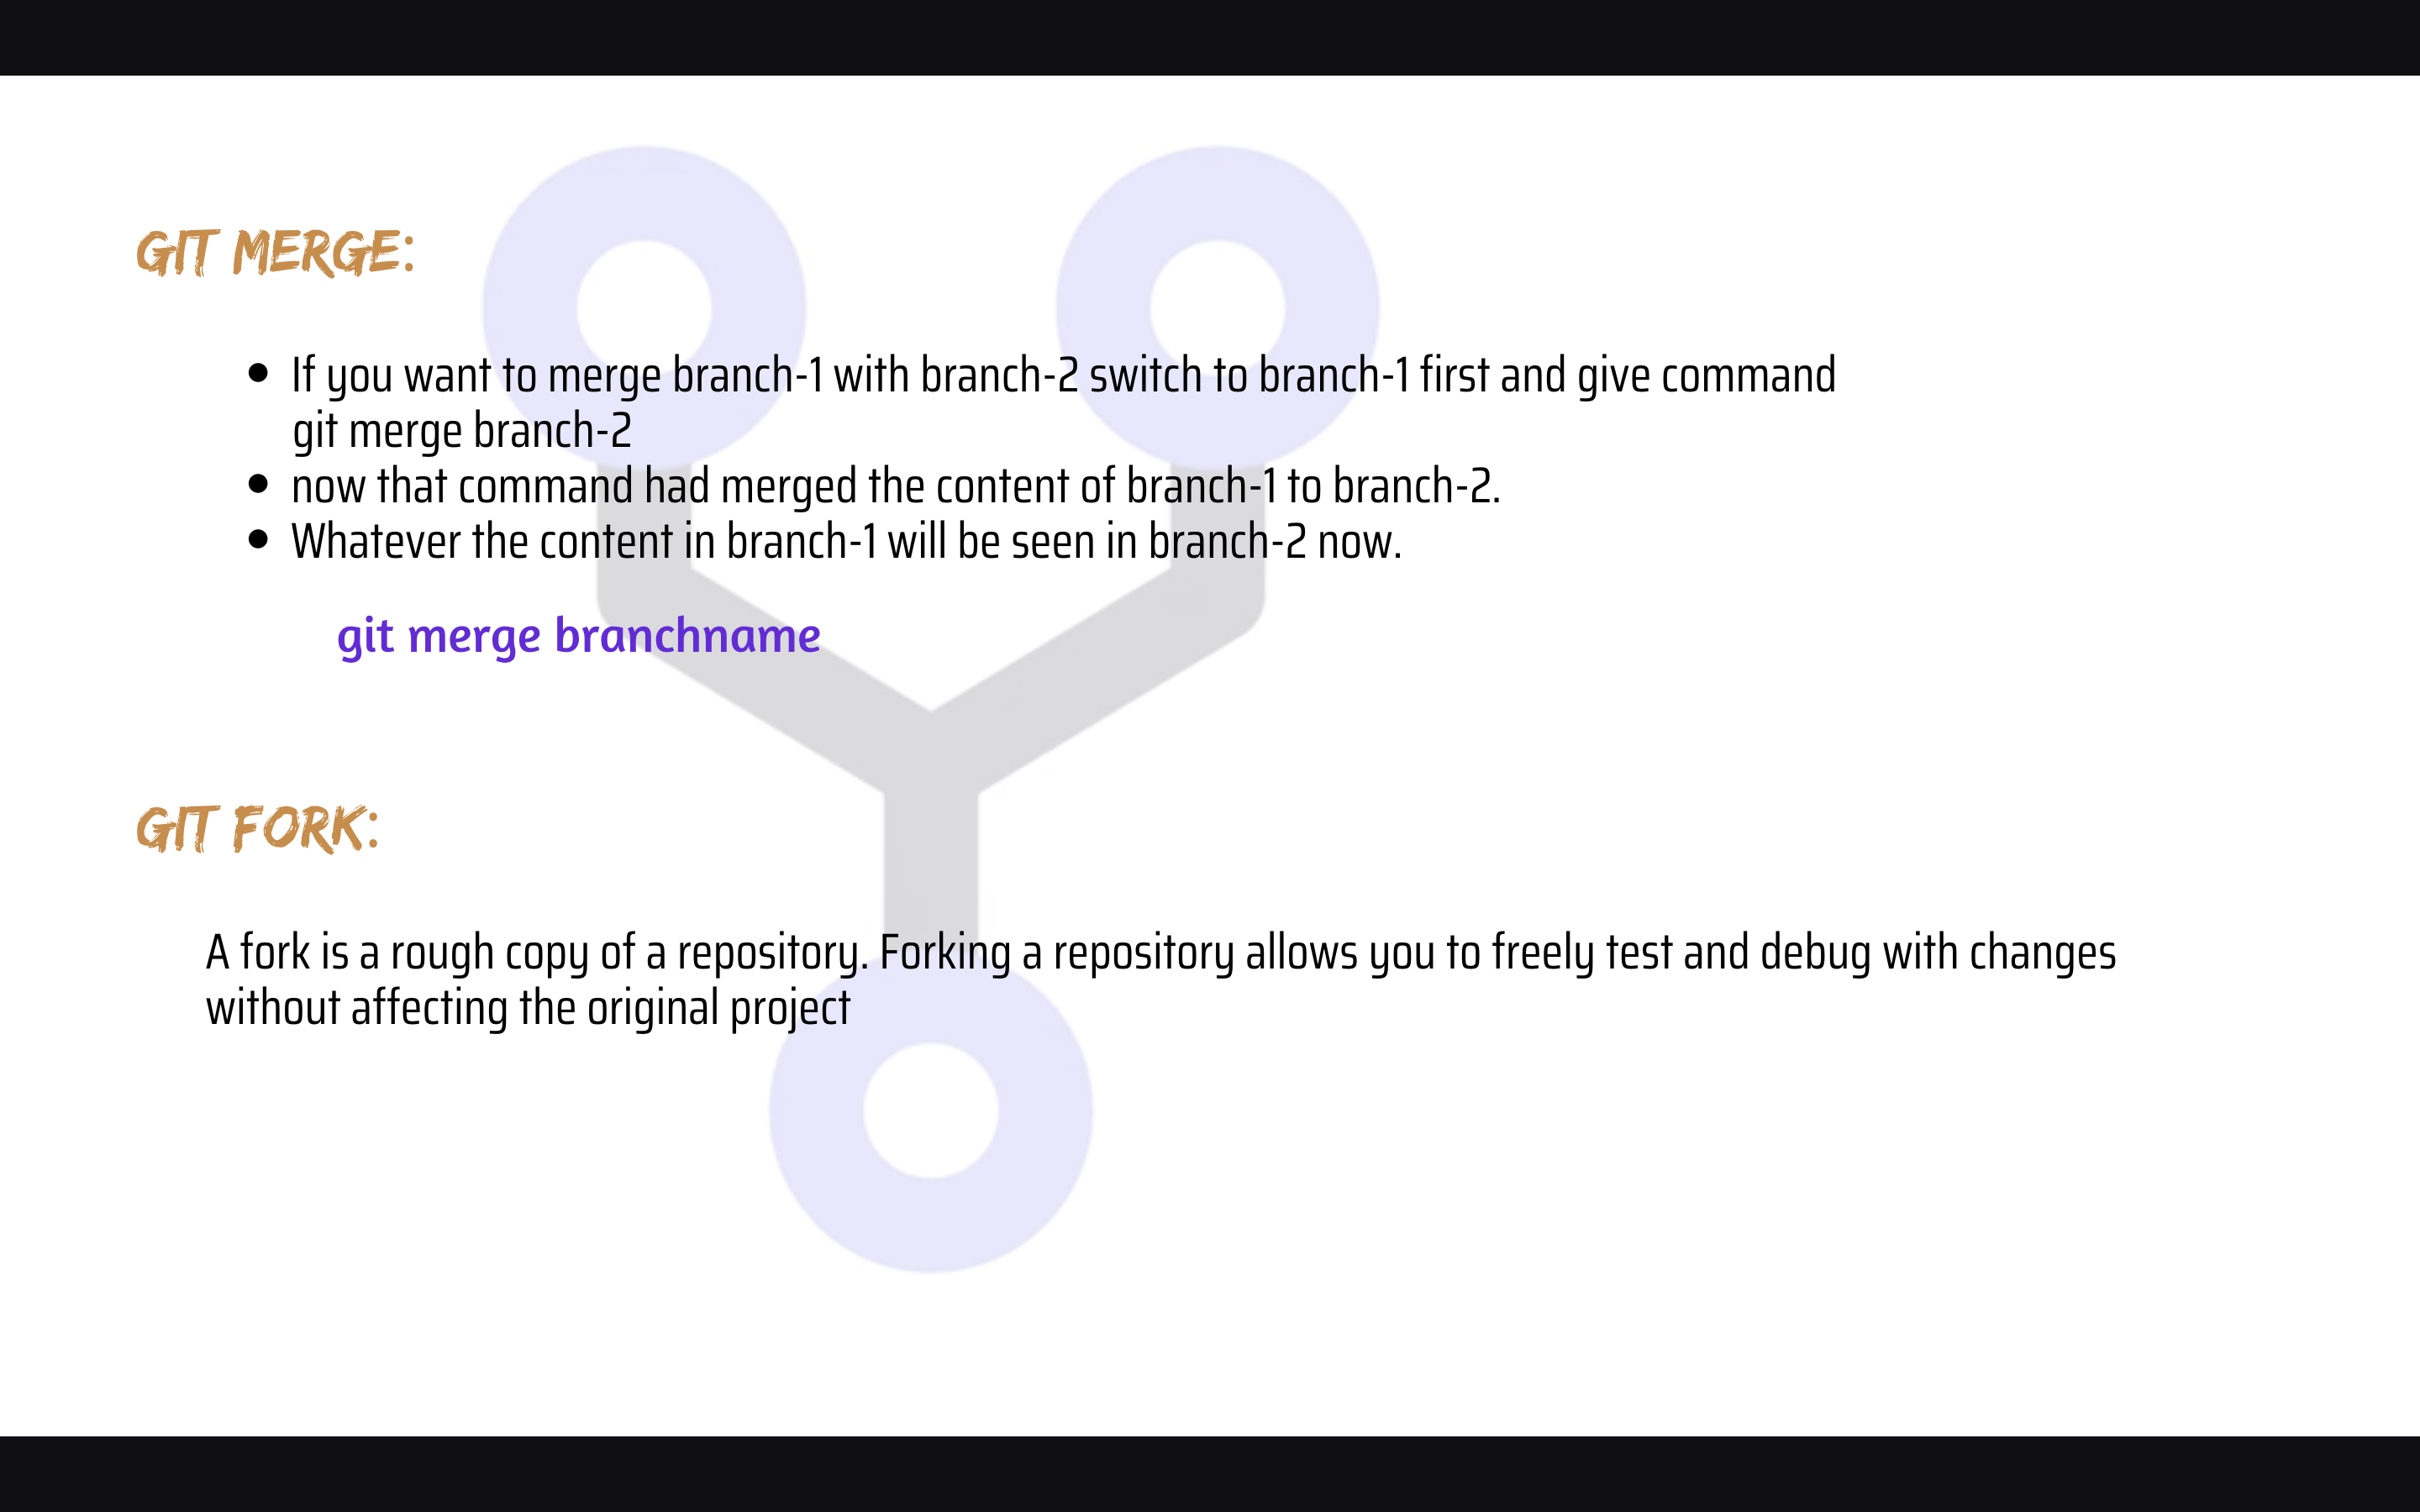 GIT MERGE:
• If you want to merge branch-1 with branch-2 switch to branch-1 first and give command
git merge branch-2
• now that command had merged the content of branch-1 to branch-2.
• Whatever the content in branch-1 will be seen in branch-2 now.
git merge branchname
GIT FORK:
A fork is a rough copy of a repository. Forking a repository allows you to freely test and debug with changes
without affecting the original project